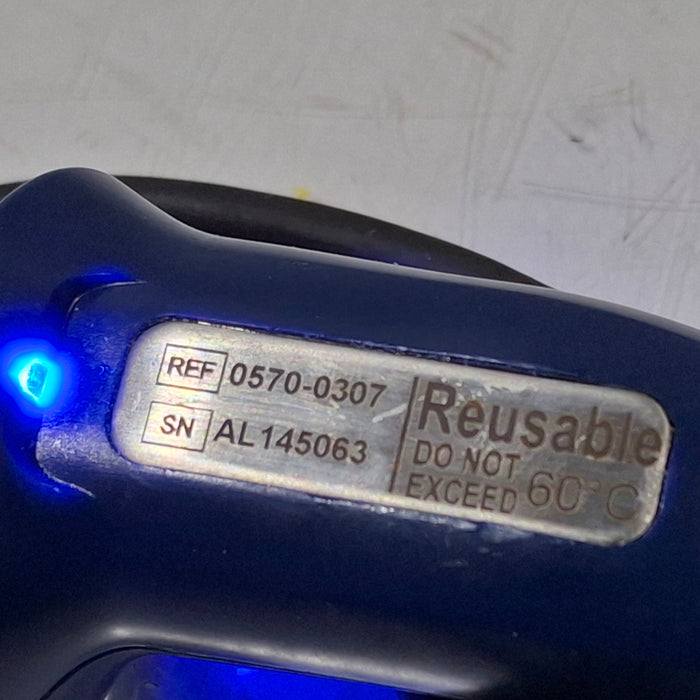 REF 0570-0307
SN AL145063
Reusable
DO NOT
EXCEED 60°C